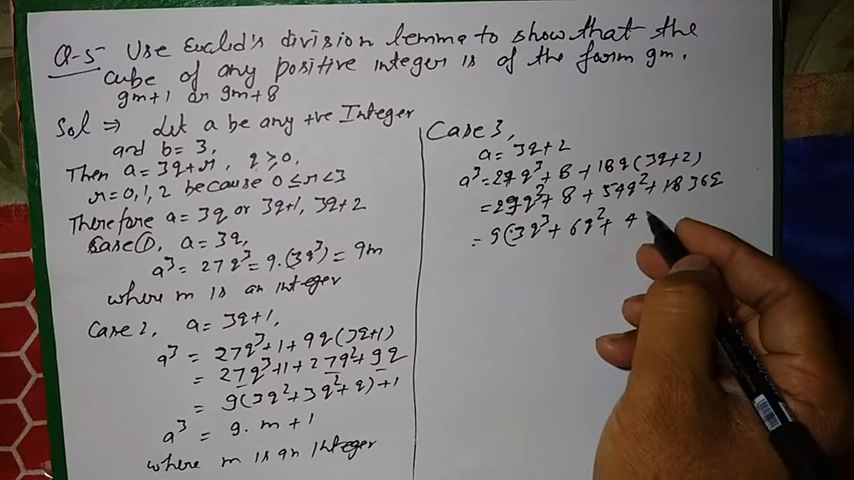 Q-5 Use Euclid's division lemma to show that the
cube of any positive integer is of the form 9m,
9m+1 or 9m+8
Sol ⇒ Let a be any +ve Integer
and b = 3,
Then a = 3q+r, q ≥ 0,
r = 0, 1, 2 because 0 ≤ r < 3
Therefore a = 3q or 3q+1, 3q+2
Case ①, a = 3q,
a³ = 27q³ = 9.(3q³) = 9m
where m is an integer
Case 2, a = 3q+1,
a³ = 27q³+1+9q(3q+1)
= 27q³+1+27q²+9q
= 9(3q²+3q²+q)+1
a³ = 9.m+1
where m is an Integer
Case 3,
a = 3q+2
a³ = 27q³ + 8 + 18q(3q+2)
= 27q³ + 8 + 54q² + 36q
= 9(3q³ + 6q² + 4